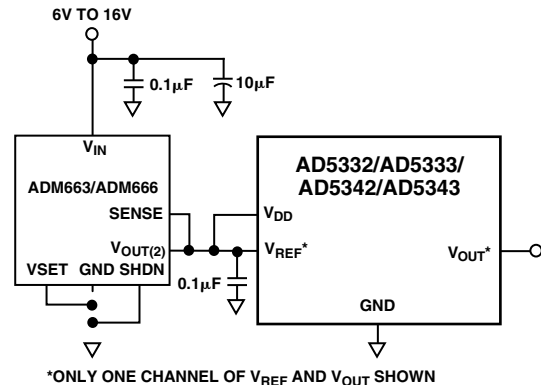 6V TO 16V
0.1μF
10μF
VIN
ADM663/ADM666
SENSE
VOUT(2)
VSET GND SHDN
0.1μF
AD5332/AD5333/
AD5342/AD5343
VDD
VREF*
VOUT*
GND
*ONLY ONE CHANNEL OF VREF AND VOUT SHOWN